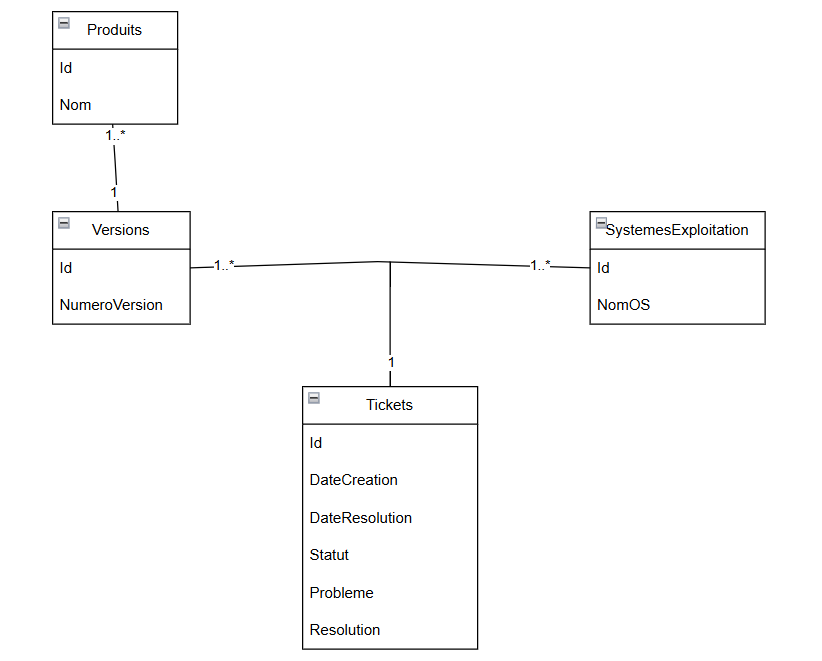 Produits
Id
Nom
1..*
1
Versions
Id
NumeroVersion
1..*
1..*
SystemesExploitation
Id
NomOS
1
Tickets
Id
DateCreation
DateResolution
Statut
Probleme
Resolution